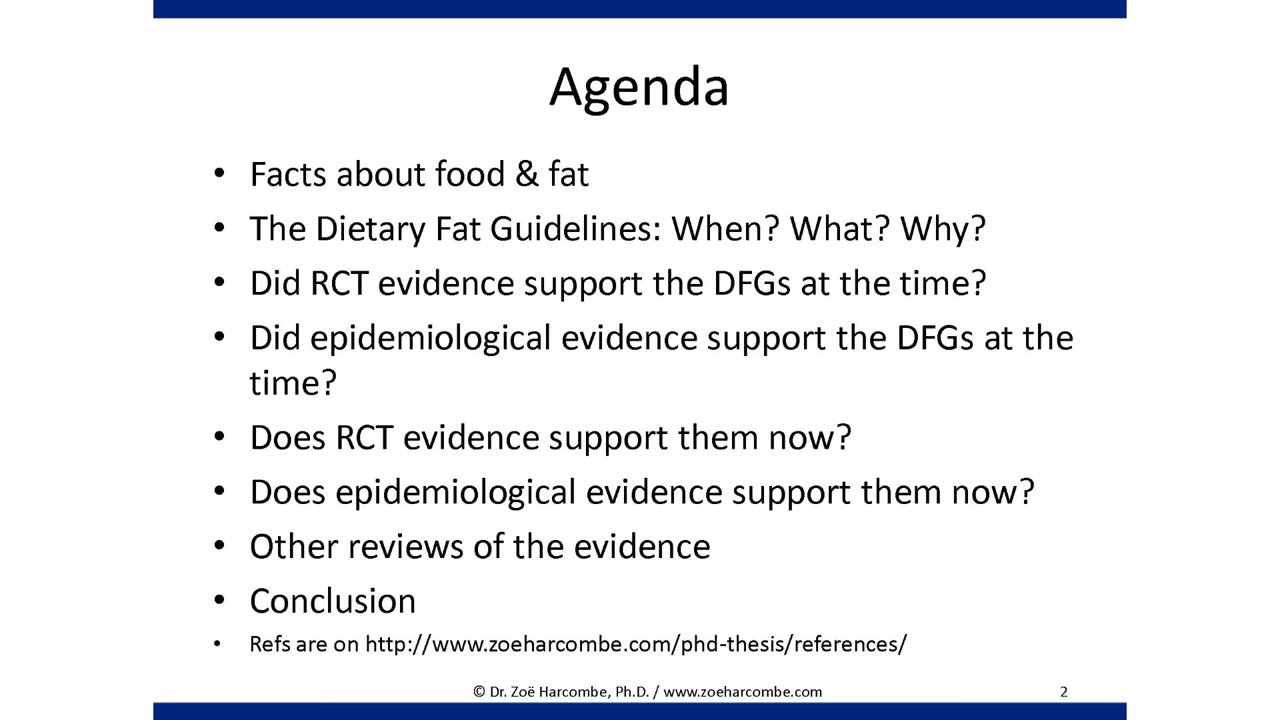 Agenda
• Facts about food & fat
• The Dietary Fat Guidelines: When? What? Why?
• Did RCT evidence support the DFGs at the time?
• Did epidemiological evidence support the DFGs at the
time?
• Does RCT evidence support them now?
• Does epidemiological evidence support them now?
• Other reviews of the evidence
• Conclusion
• Refs are on http://www.zoeharcombe.com/phd-thesis/references/
© Dr. Zoë Harcombe, Ph.D. / www.zoeharcombe.com 2